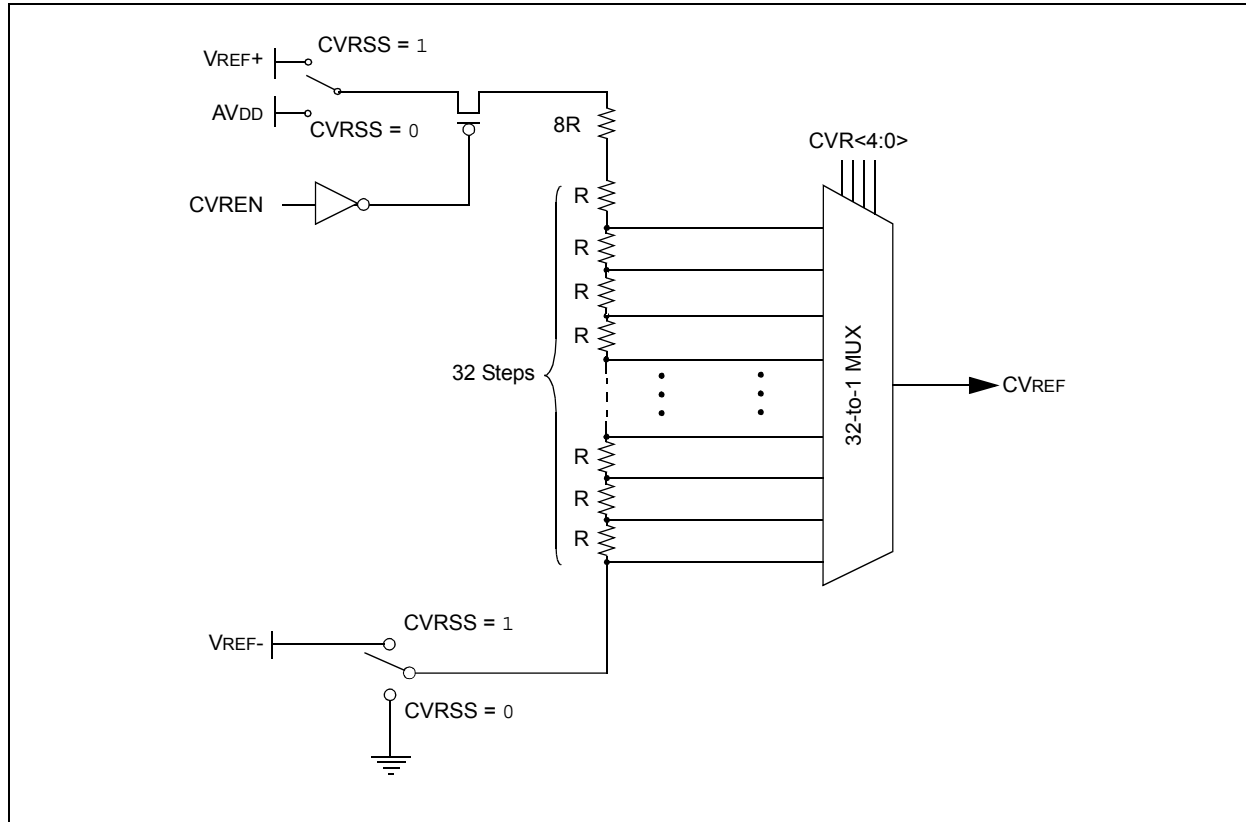 CVRSS = 1
VREF+
AVDD
CVRSS = 0
8R
CVREN
CVR<4:0>
R
R
R
R
32 Steps
32-to-1 MUX
CVREF
R
R
R
CVRSS = 1
VREF-
CVRSS = 0